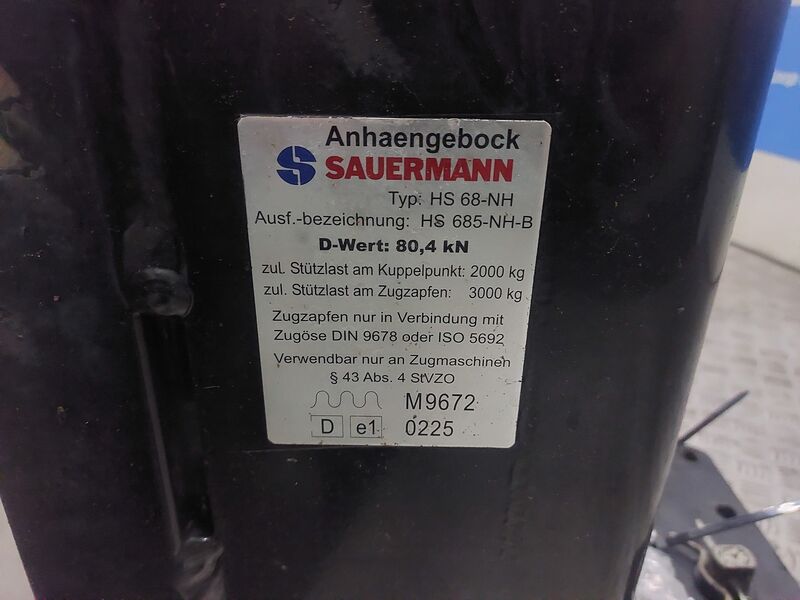 Anhaengebock
SAUERMANN
Typ: HS 68-NH
Ausf.-bezeichnung: HS 685-NH-B
D-Wert: 80,4 kN
zul. Stützlast am Kuppelpunkt: 2000 kg
zul. Stützlast am Zugzapfen: 3000 kg
Zugzapfen nur in Verbindung mit
Zugöse DIN 9678 oder ISO 5692
Verwendbar nur an Zugmaschinen
§ 43 Abs. 4 StVZO
M9672
D e1 0225